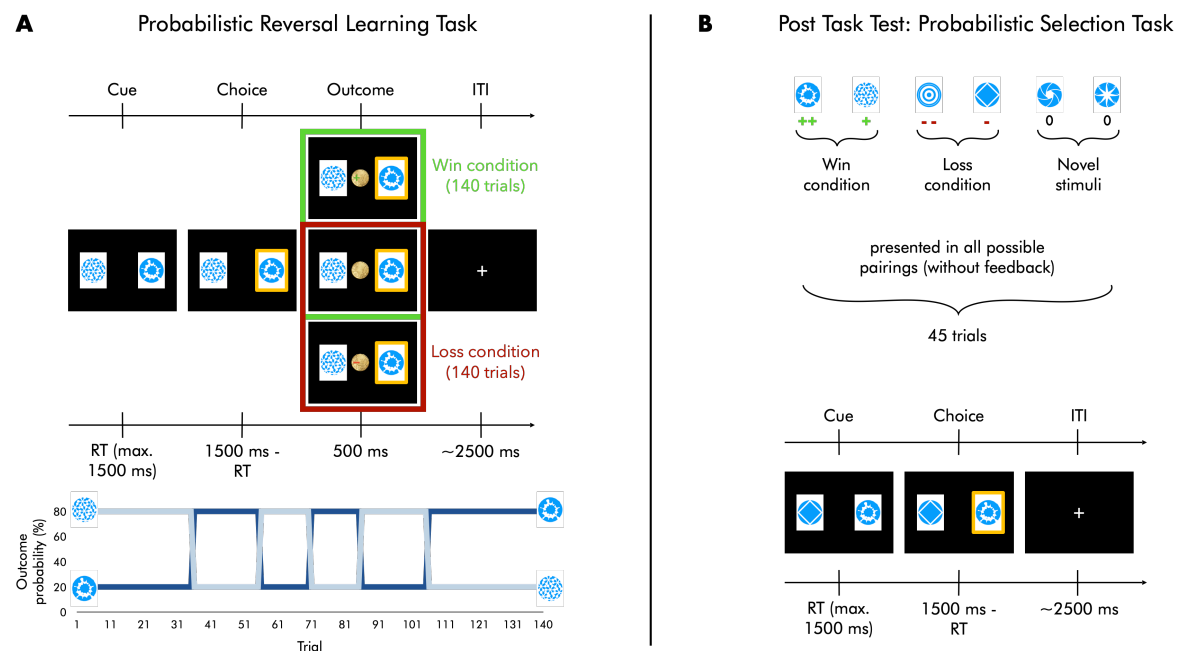 A
Probabilistic Reversal Learning Task
Cue
Choice
Outcome
ITI
+
Win condition
(140 trials)
+
-
Loss condition
(140 trials)
RT (max.
1500 ms)
1500 ms -
RT
500 ms
~2500 ms
Outcome
probability (%)
80
60
40
20
0
1 11 21 31 41 51 61 71 81 91 101 111 121 131 140
Trial
B
Post Task Test: Probabilistic Selection Task
++ + -- - 0 0
Win
condition
Loss
condition
Novel
stimuli
presented in all possible
pairings (without feedback)
45 trials
Cue
Choice
ITI
+
RT (max.
1500 ms)
1500 ms -
RT
~2500 ms